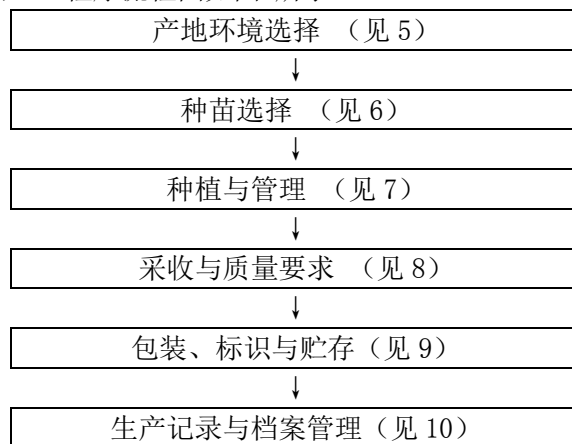 产地环境选择 （见 5）
↓
种苗选择 （见 6）
↓
种植与管理 （见 7）
↓
采收与质量要求 （见 8）
↓
包装、标识与贮存（见 9）
↓
生产记录与档案管理（见 10）